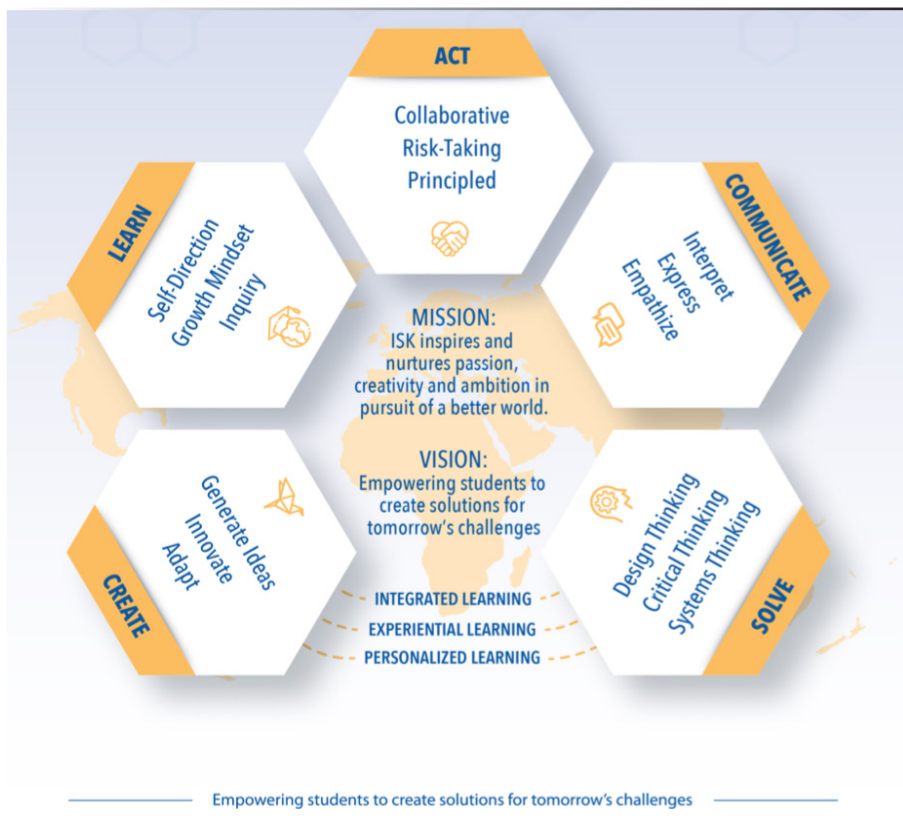 ACT
Collaborative
Risk-Taking
Principled
LEARN
Self-Direction
Growth Mindset
Inquiry
COMMUNICATE
Interpret
Express
Empathize
MISSION:
ISK inspires and
nurtures passion,
creativity and ambition in
pursuit of a better world.
VISION:
Empowering students to
create solutions for
tomorrow's challenges
CREATE
Generate Ideas
Innovate
Adapt
SOLVE
Design Thinking
Critical Thinking
Systems Thinking
INTEGRATED LEARNING
EXPERIENTIAL LEARNING
PERSONALIZED LEARNING
Empowering students to create solutions for tomorrow's challenges